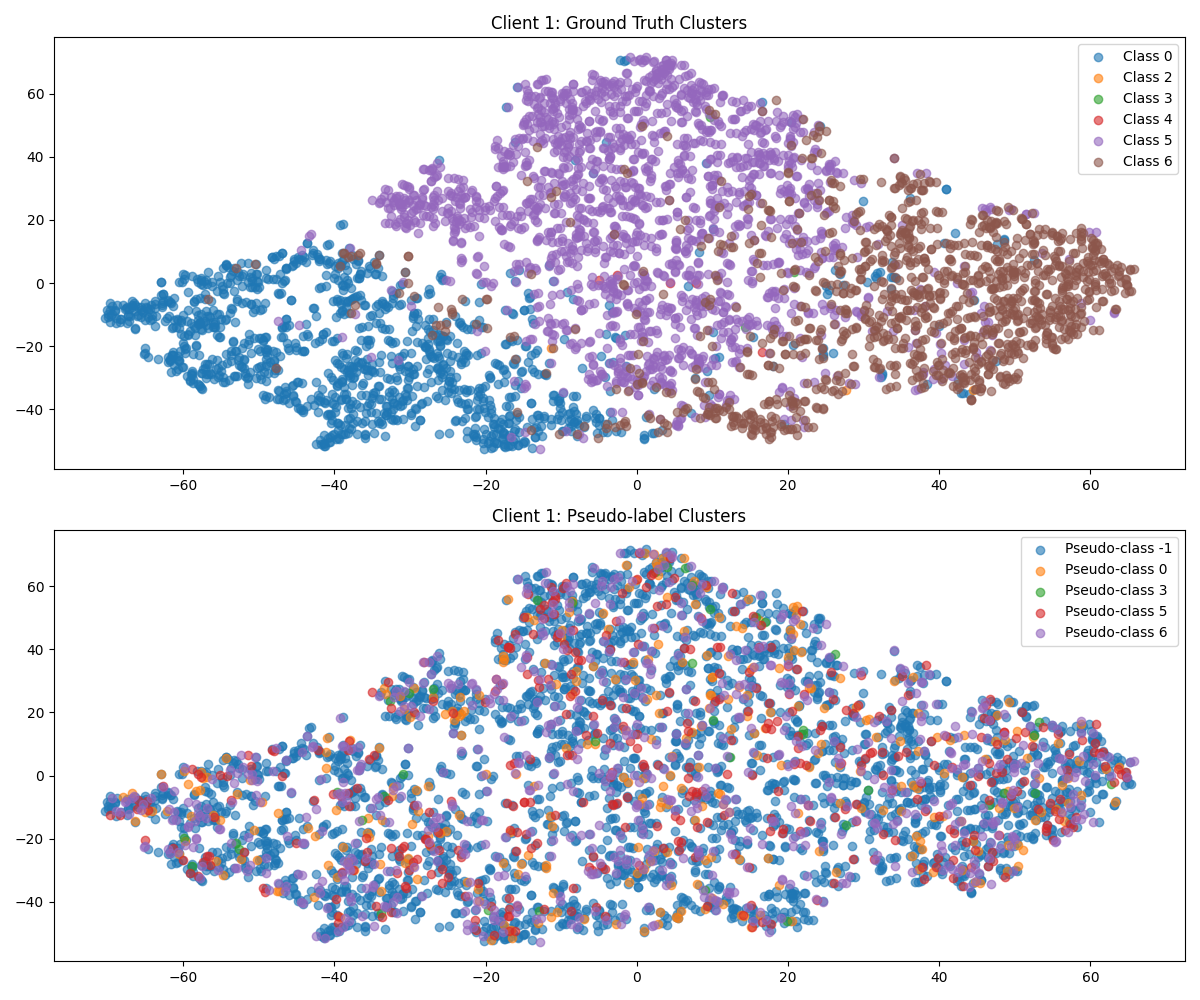 Client 1: Ground Truth Clusters
Class 0
Class 2
Class 3
Class 4
Class 5
Class 6
60
40
20
0
−20
−40
−60 −40 −20 0 20 40 60
Client 1: Pseudo-label Clusters
Pseudo-class -1
Pseudo-class 0
Pseudo-class 3
Pseudo-class 5
Pseudo-class 6
60
40
20
0
−20
−40
−60 −40 −20 0 20 40 60